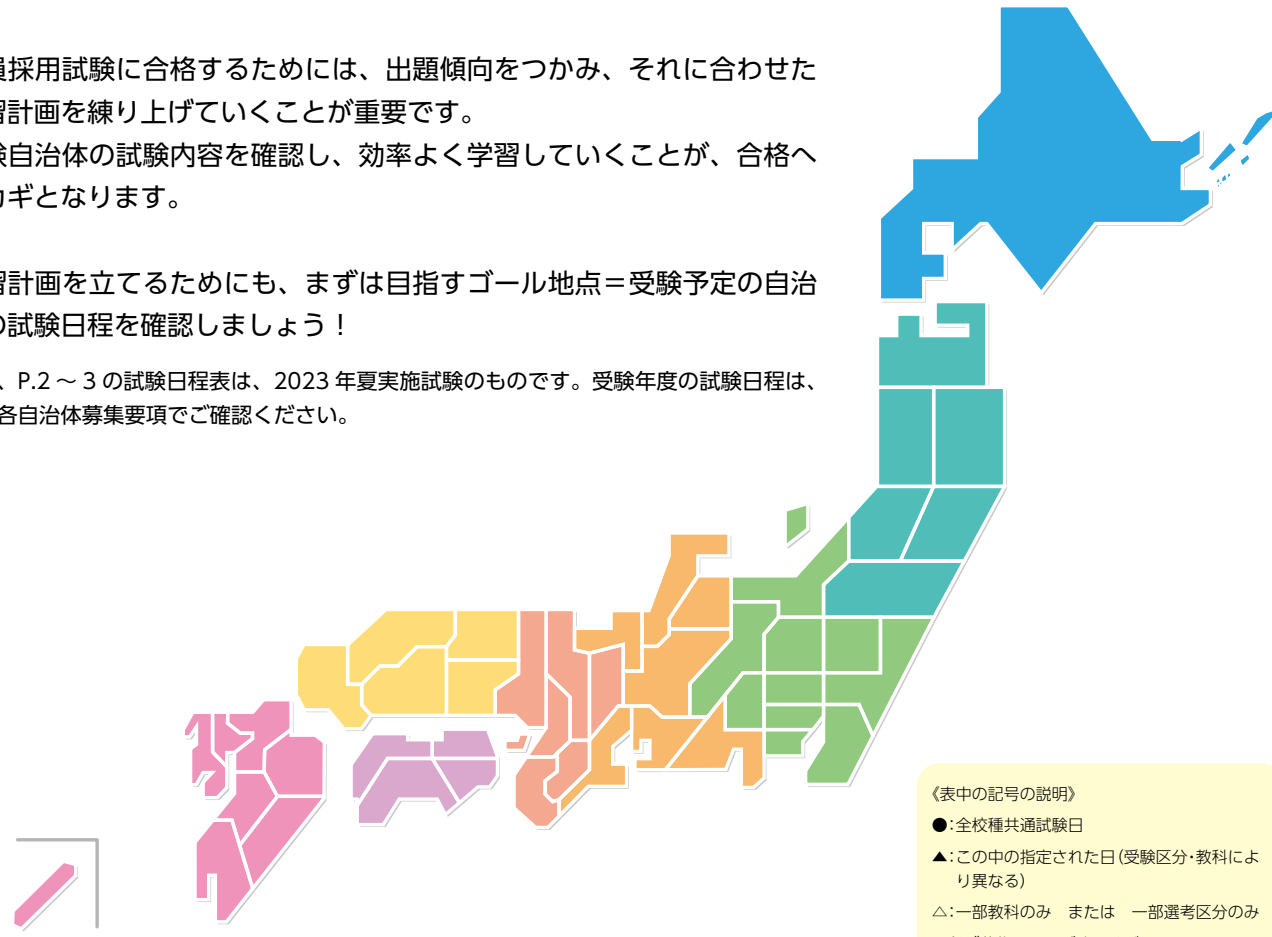 採用試験に合格するためには、出題傾向をつかみ、それに合わせた
計画を練り上げていくことが重要です。
自治体の試験内容を確認し、効率よく学習していくことが、合格へ
ギとなります。
計画を立てるためにも、まずは目指すゴール地点＝受験予定の自治
試験日程を確認しましょう！
、P.2 ～ 3 の試験日程表は、2023 年夏実施試験のものです。受験年度の試験日程は、
各自治体募集要項でご確認ください。
《表中の記号の説明》
●:全校種共通試験日
▲:この中の指定された日(受験区分・教科によ
り異なる)
△:一部教科のみ　または　一部選考区分のみ